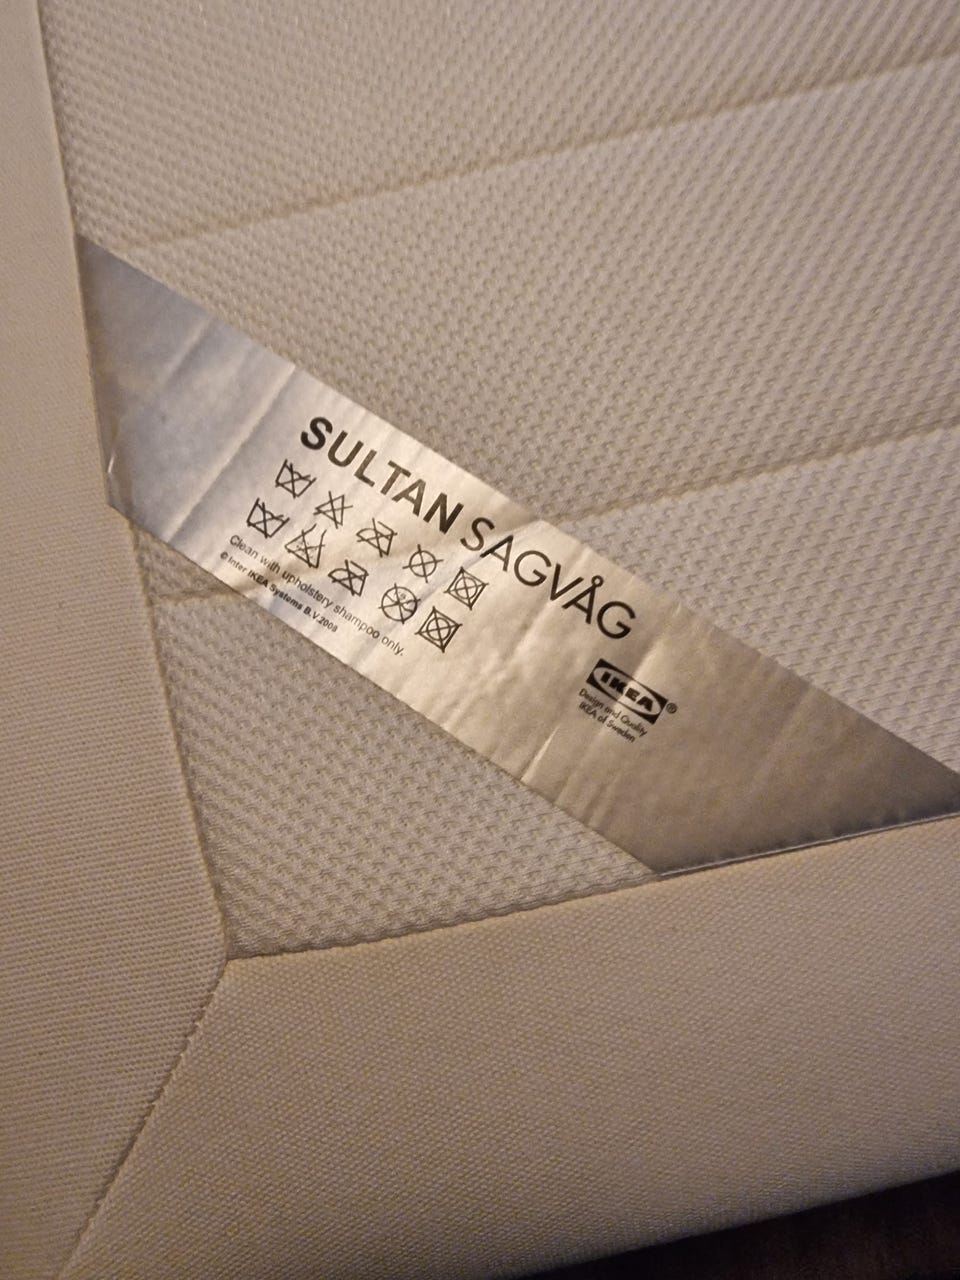 SULTAN SAGVÅG
Clean with upholstery shampoo only.
© Inter IKEA Systems B.V. 2008
IKEA®
Design and Quality
IKEA of Sweden